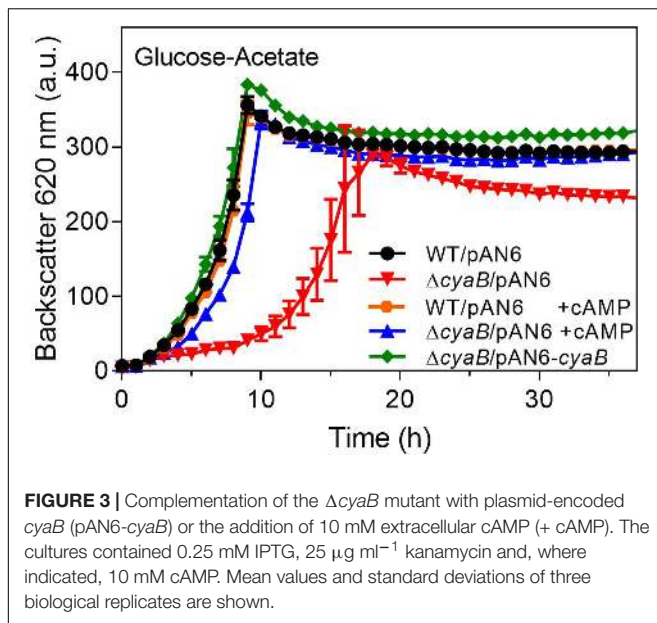 Glucose-Acetate
Backscatter 620 nm (a.u.)
400
300
200
100
0
WT/pAN6
ΔcyaB/pAN6
WT/pAN6 +cAMP
ΔcyaB/pAN6 +cAMP
ΔcyaB/pAN6-cyaB
0 10 20 30
Time (h)
FIGURE 3 | Complementation of the ΔcyaB mutant with plasmid-encoded
cyaB (pAN6-cyaB) or the addition of 10 mM extracellular cAMP (+ cAMP). The
cultures contained 0.25 mM IPTG, 25 μg ml⁻¹ kanamycin and, where
indicated, 10 mM cAMP. Mean values and standard deviations of three
biological replicates are shown.